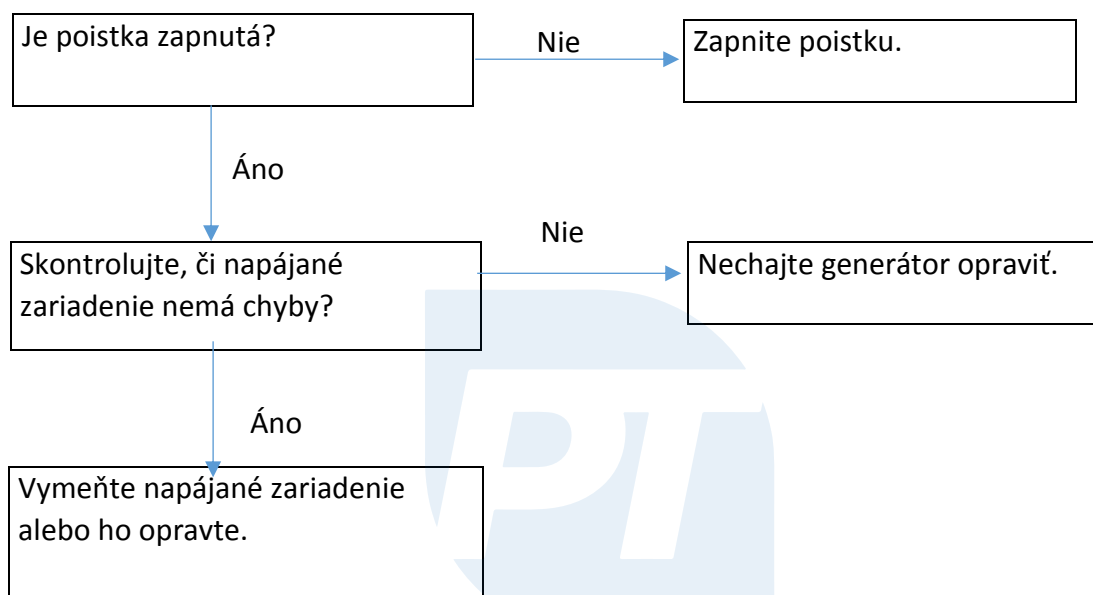 Je poistka zapnutá?
Nie
Zapnite poistku.
Áno
Skontrolujte, či napájané
zariadenie nemá chyby?
Nie
Nechajte generátor opraviť.
Áno
Vymeňte napájané zariadenie
alebo ho opravte.
PT